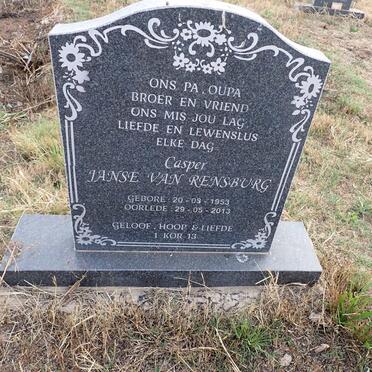 ONS PA, OUPA
BROER EN VRIEND
ONS MIS JOU LAG
LIEFDE EN LEWENSLUS
ELKE DAG
Casper
JANSE VAN RENSBURG
GEBORE: 20-03-1953
OORLEDE: 29-05-2013
GELOOF, HOOP & LIEFDE
1 KOR 13